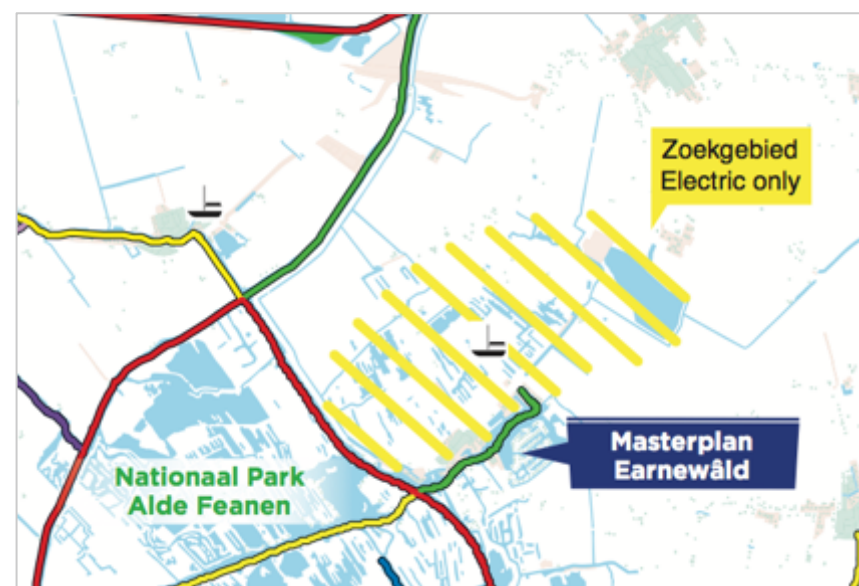 Zoekgebied
Electric only
Masterplan
Earnewâld
Nationaal Park
Alde Feanen